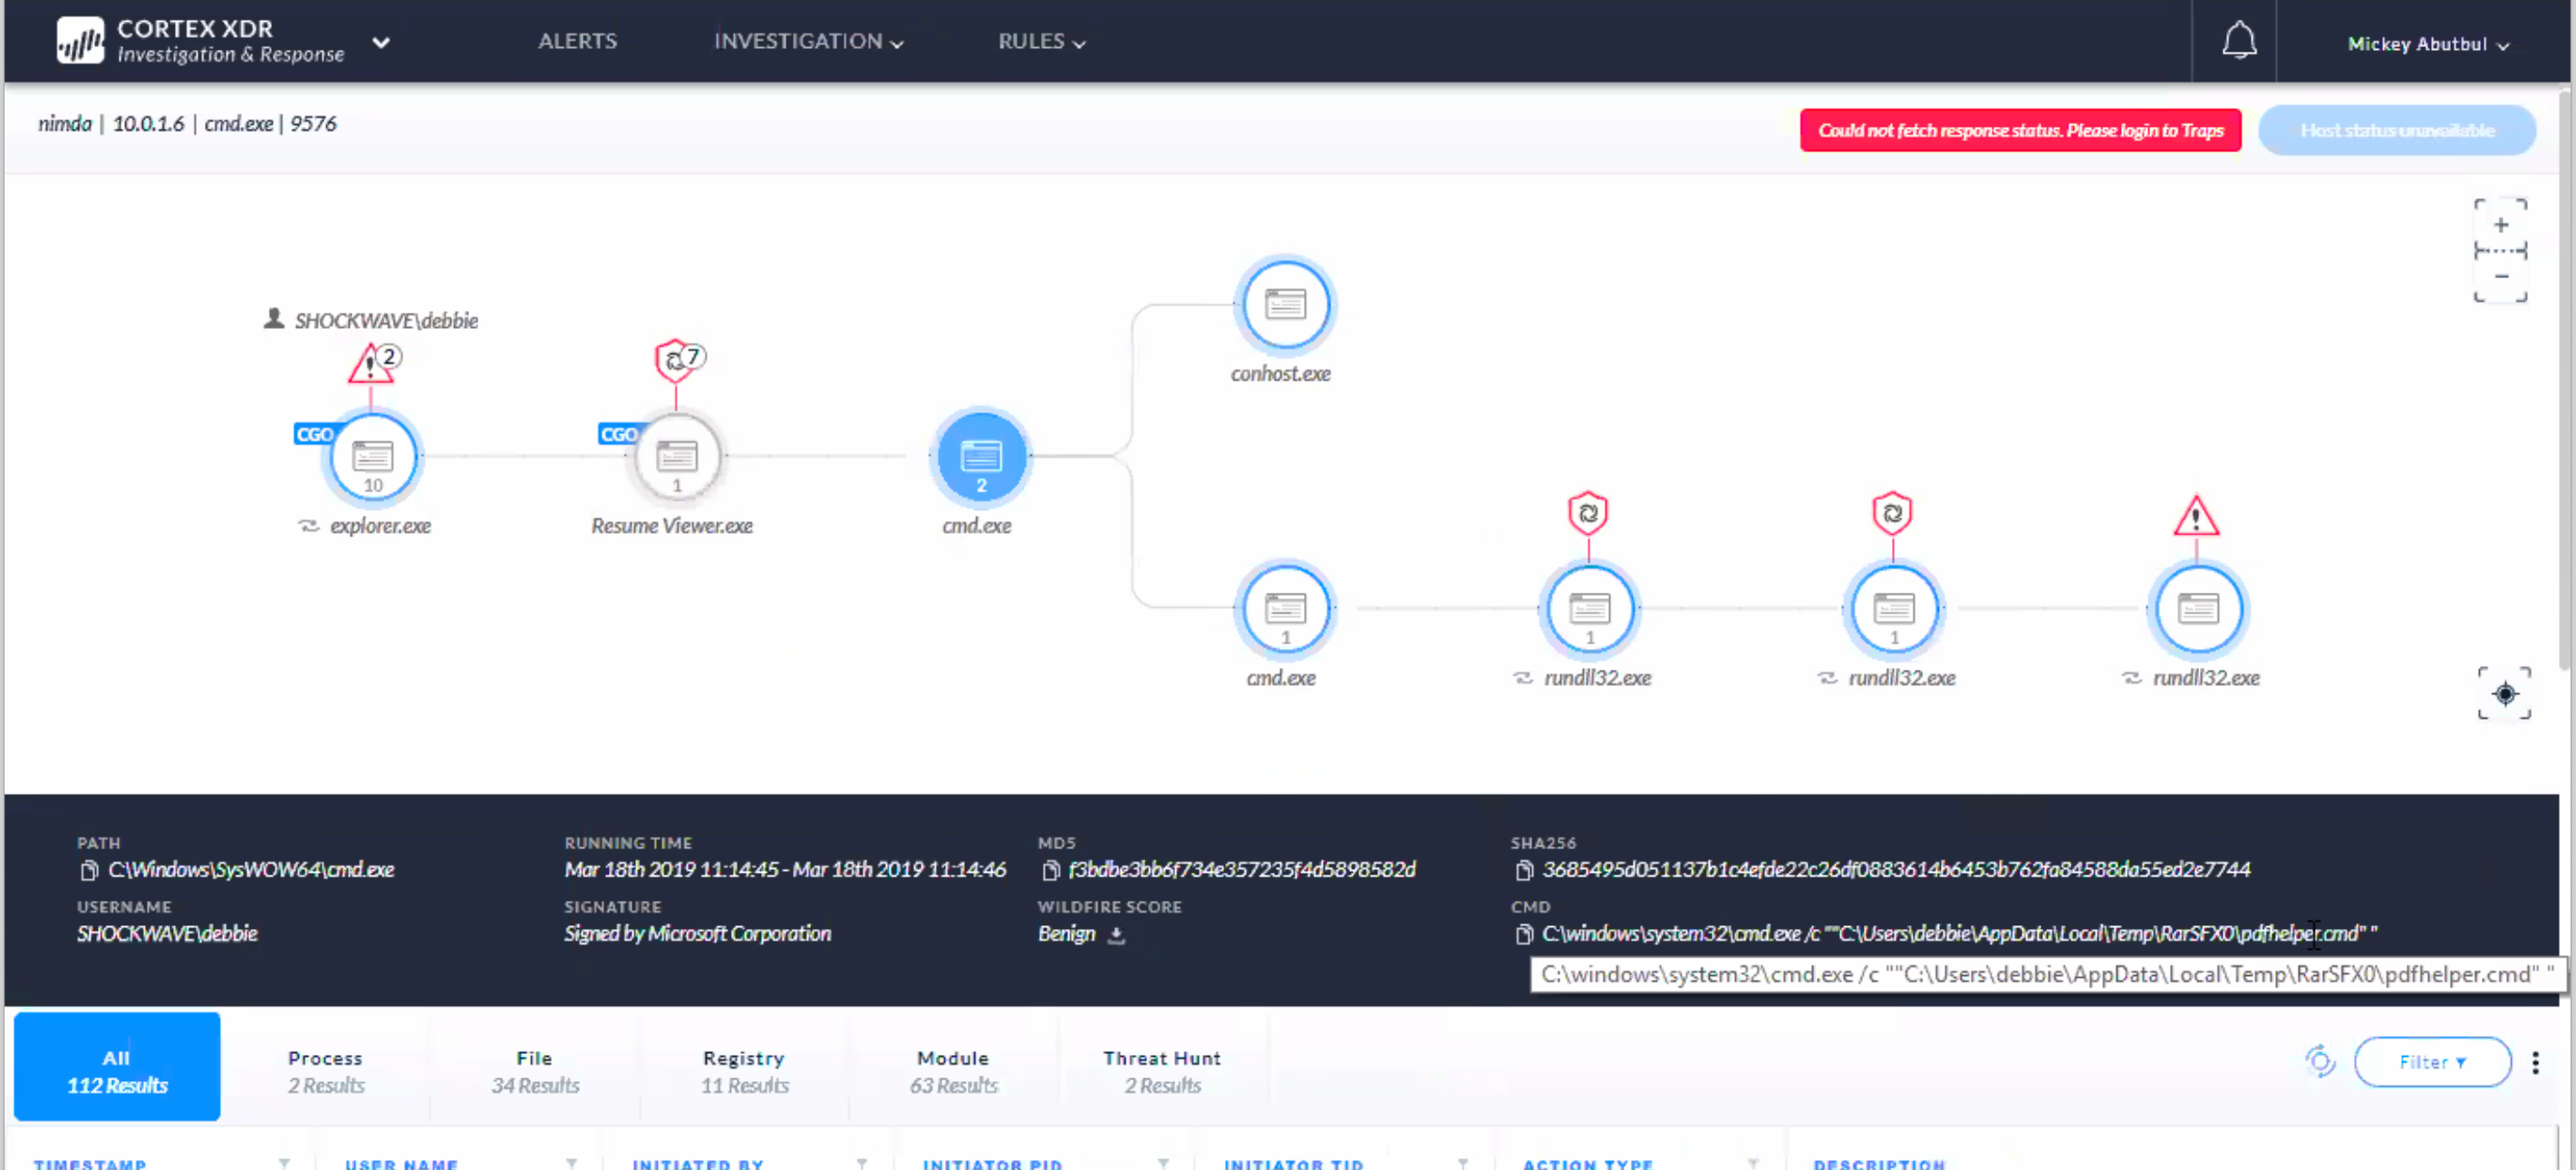 CORTEX XDR
Investigation & Response
ALERTS
INVESTIGATION
RULES
Mickey Abutbul
nimda | 10.0.1.6 | cmd.exe | 9576
Could not fetch response status. Please login to Traps
Host status unavailable
+
−
SHOCKWAVE\debbie
2
7
CGO
10
explorer.exe
CGO
1
Resume Viewer.exe
2
cmd.exe
conhost.exe
1
cmd.exe
1
rundll32.exe
1
rundll32.exe
rundll32.exe
PATH
C:\Windows\SysWOW64\cmd.exe
RUNNING TIME
Mar 18th 2019 11:14:45 - Mar 18th 2019 11:14:46
MD5
f3bdbe3bb6f734e357235f4d5898582d
SHA256
3685495d051137b1c4efde22c26df0883614b6453b762fa84588da55ed2e7744
USERNAME
SHOCKWAVE\debbie
SIGNATURE
Signed by Microsoft Corporation
WILDFIRE SCORE
Benign
CMD
C:\windows\system32\cmd.exe /c ""C:\Users\debbie\AppData\Local\Temp\RarSFX0\pdfhelper.cmd" "
C:\windows\system32\cmd.exe /c ""C:\Users\debbie\AppData\Local\Temp\RarSFX0\pdfhelper.cmd" "
All
112 Results
Process
2 Results
File
34 Results
Registry
11 Results
Module
63 Results
Threat Hunt
2 Results
Filter
TIMESTAMP
USER NAME
INITIATED BY
INITIATOR PID
INITIATOR TID
ACTION TYPE
DESCRIPTION